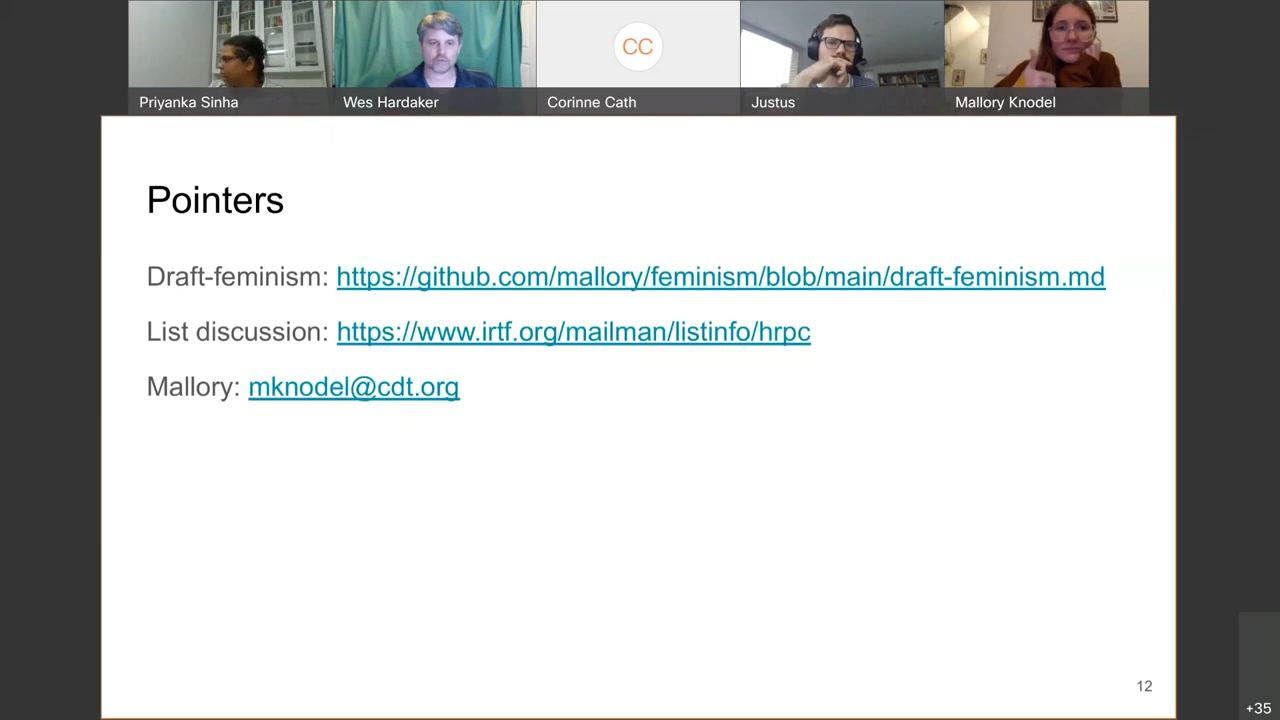 Priyanka Sinha
Wes Hardaker
CC
Corinne Cath
Justus
Mallory Knodel
Pointers
Draft-feminism: https://github.com/mallory/feminism/blob/main/draft-feminism.md
List discussion: https://www.irtf.org/mailman/listinfo/hrpc
Mallory: mknodel@cdt.org
12
+35